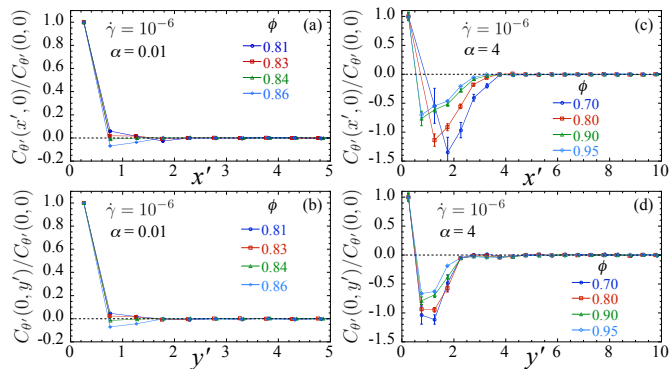 (a)
γ̇ = 10⁻⁶
α = 0.01
ϕ
0.81
0.83
0.84
0.86
C_θ′(x′, 0)/C_θ′(0, 0)
1.0
0.8
0.6
0.4
0.2
0.0
-0.2
0 1 2 3 4 5
x′
(c)
γ̇ = 10⁻⁶
α = 4
ϕ
0.70
0.80
0.90
0.95
C_θ′(x′, 0)/C_θ′(0, 0)
1.0
0.5
0.0
-0.5
-1.0
-1.5
0 2 4 6 8 10
x′
(b)
γ̇ = 10⁻⁶
α = 0.01
ϕ
0.81
0.83
0.84
0.86
C_θ′(0, y′)/C_θ′(0, 0)
1.0
0.8
0.6
0.4
0.2
0.0
-0.2
0 1 2 3 4 5
y′
(d)
γ̇ = 10⁻⁶
α = 4
ϕ
0.70
0.80
0.90
0.95
C_θ′(0, y′)/C_θ′(0, 0)
1.0
0.5
0.0
-0.5
-1.0
-1.5
0 2 4 6 8 10
y′